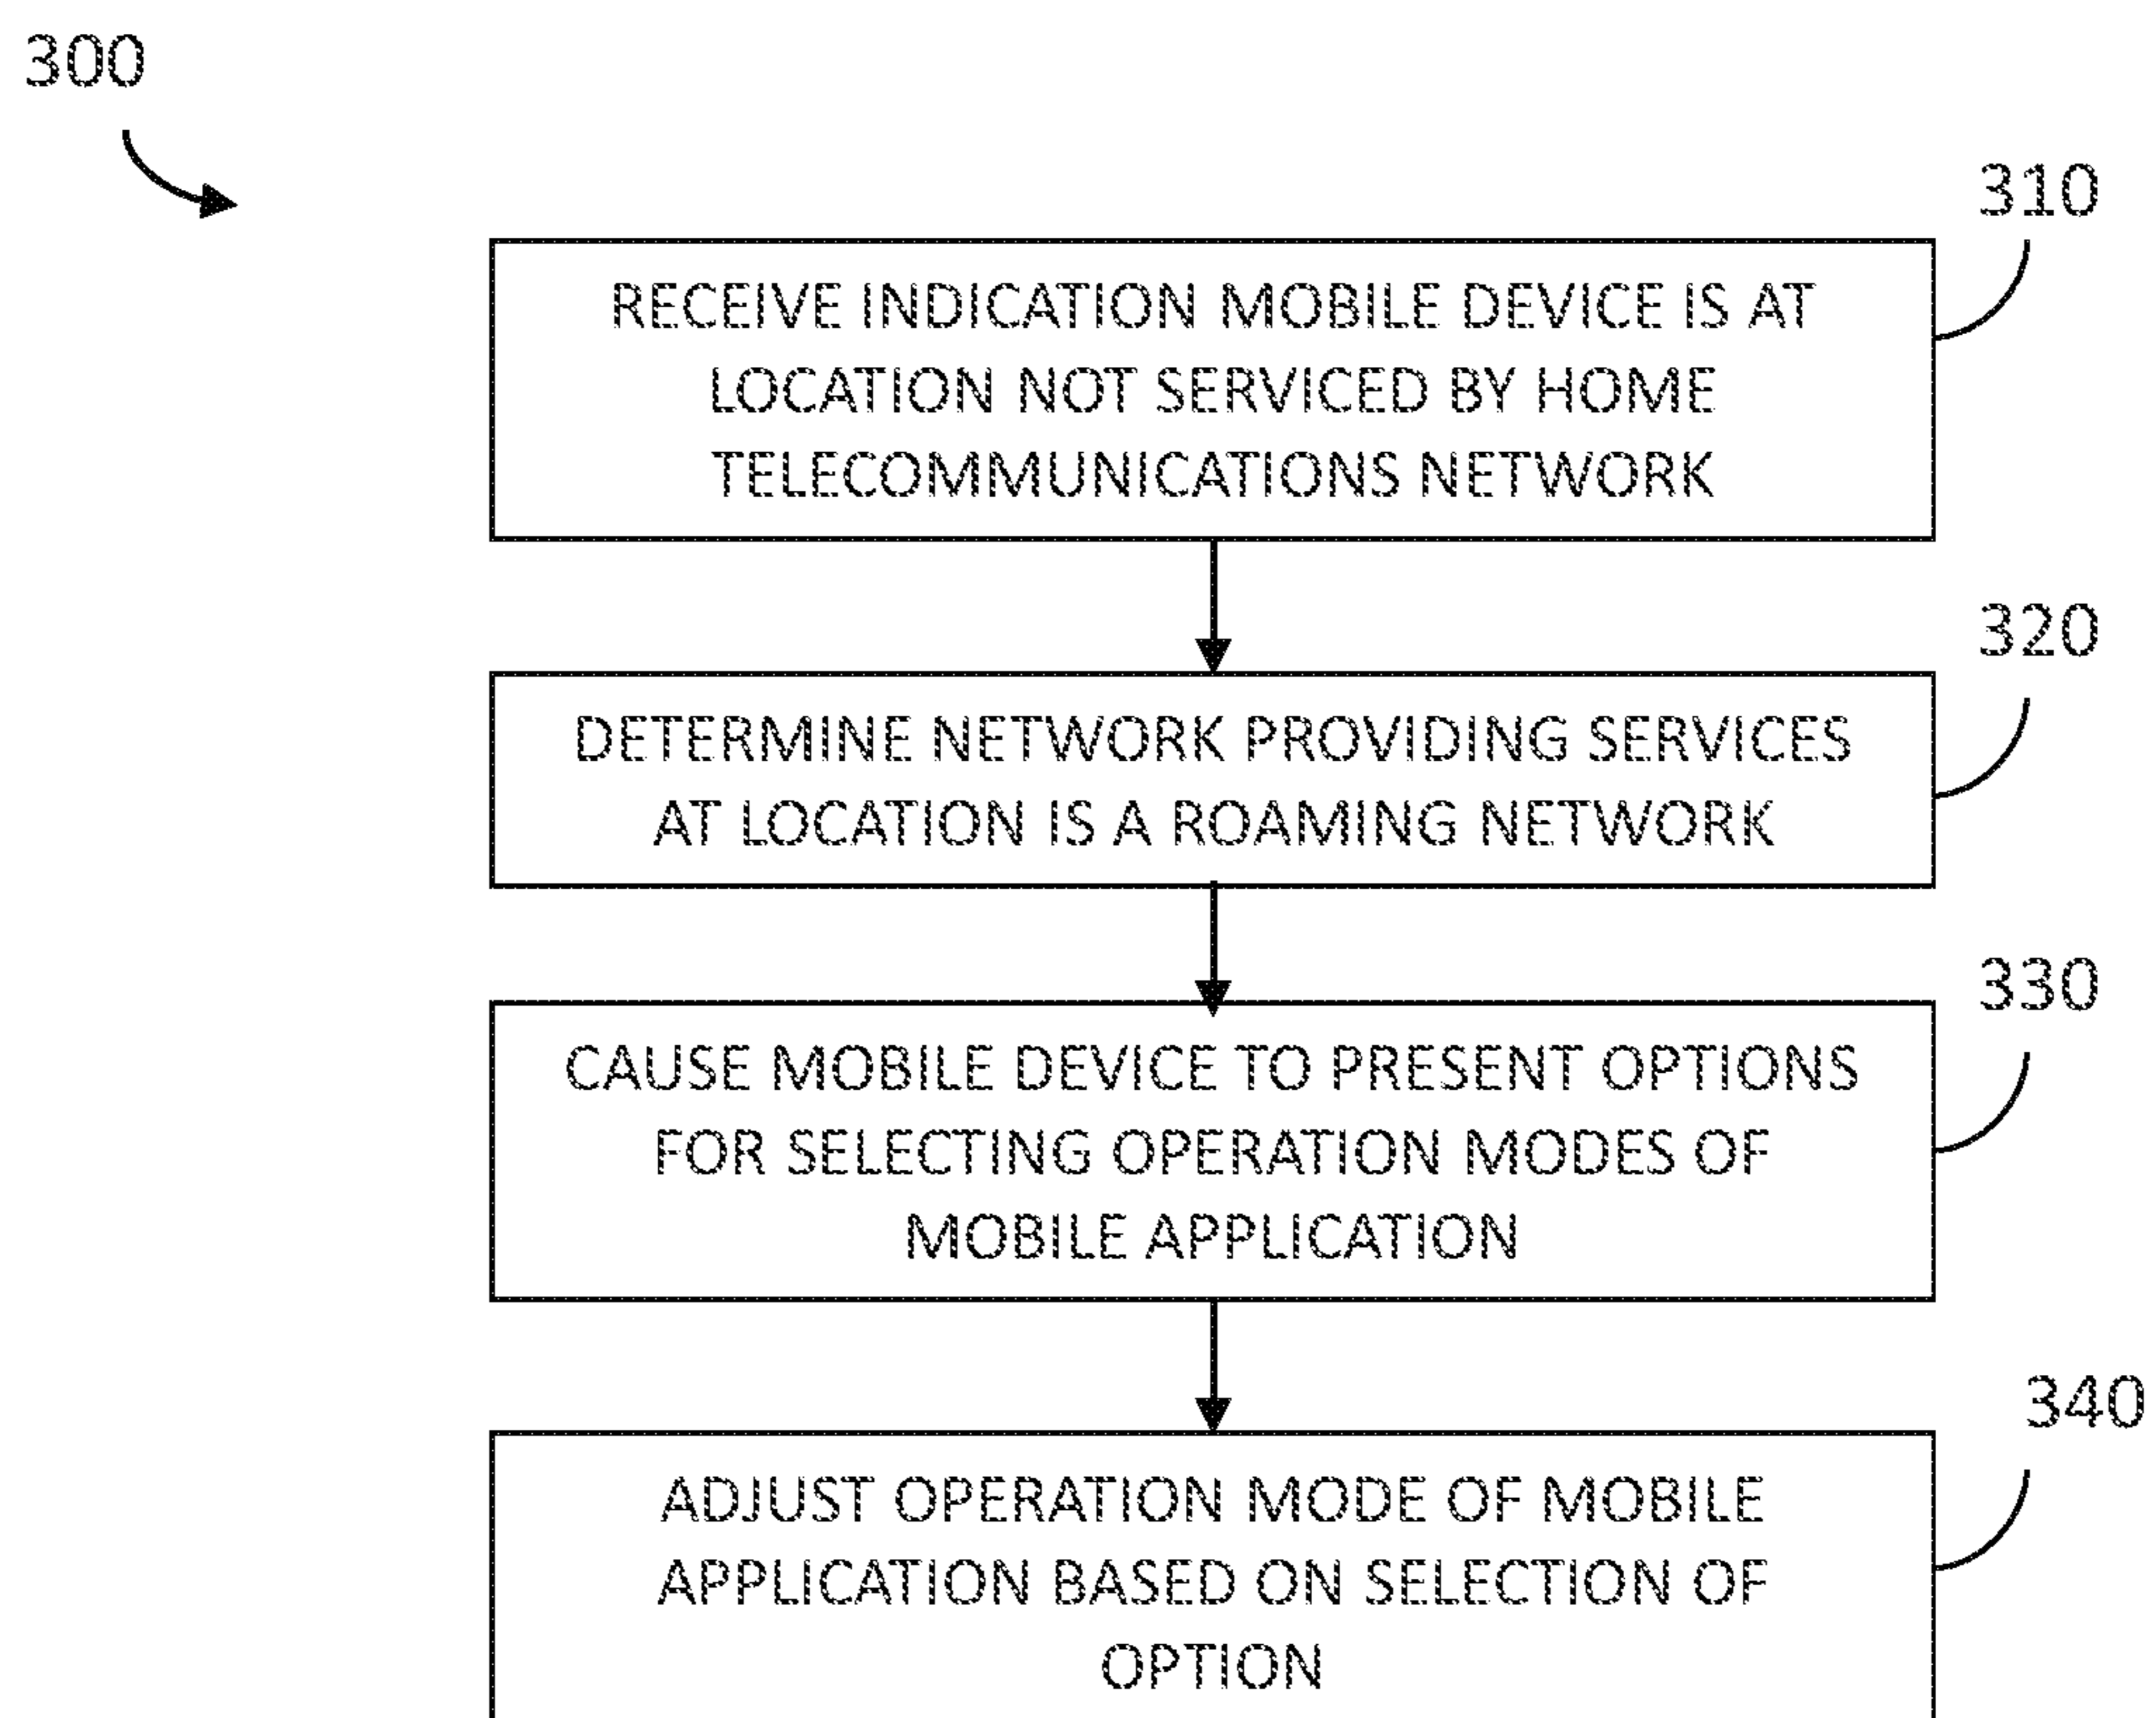 300
310
RECEIVE INDICATION MOBILE DEVICE IS AT
LOCATION NOT SERVICED BY HOME
TELECOMMUNICATIONS NETWORK
320
DETERMINE NETWORK PROVIDING SERVICES
AT LOCATION IS A ROAMING NETWORK
330
CAUSE MOBILE DEVICE TO PRESENT OPTIONS
FOR SELECTING OPERATION MODES OF
MOBILE APPLICATION
340
ADJUST OPERATION MODE OF MOBILE
APPLICATION BASED ON SELECTION OF
OPTION